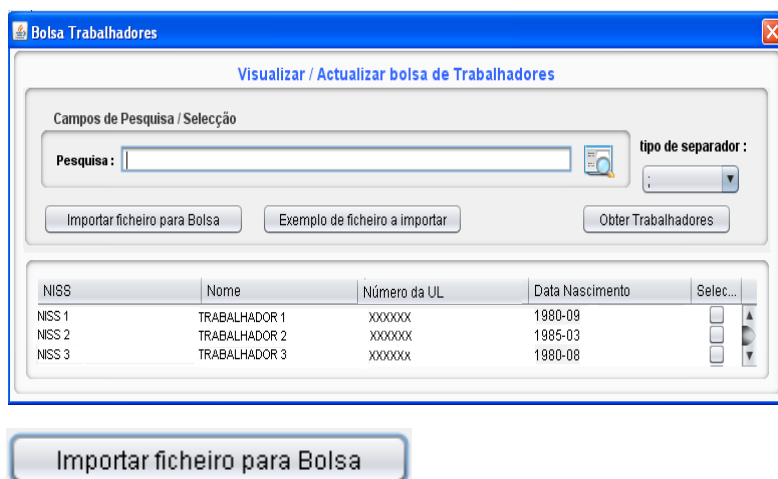 Bolsa Trabalhadores
Visualizar / Actualizar bolsa de Trabalhadores
Campos de Pesquisa / Selecção
Pesquisa :
tipo de separador :
;
Importar ficheiro para Bolsa Exemplo de ficheiro a importar Obter Trabalhadores
NISS Nome Número da UL Data Nascimento Selec...
NISS 1 TRABALHADOR 1 XXXXXX 1980-09
NISS 2 TRABALHADOR 2 XXXXXX 1985-03
NISS 3 TRABALHADOR 3 XXXXXx 1980-08
Importar ficheiro para Bolsa